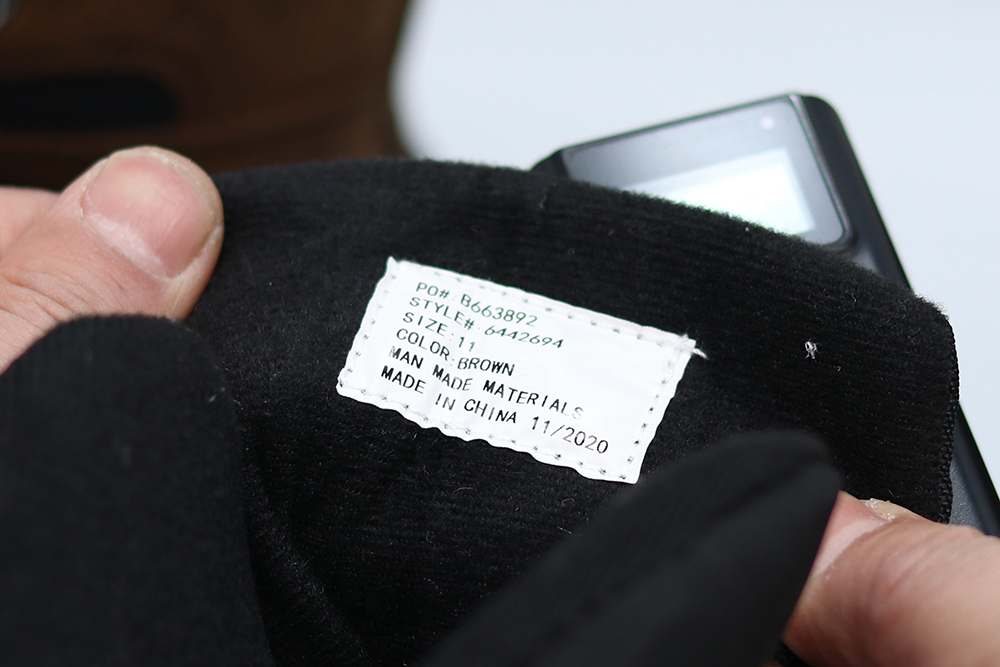 PO#:B663892
STYLE#:6442694
SIZE:11
COLOR:BROWN
MAN MADE MATERIALS
MADE IN CHINA 11/2020